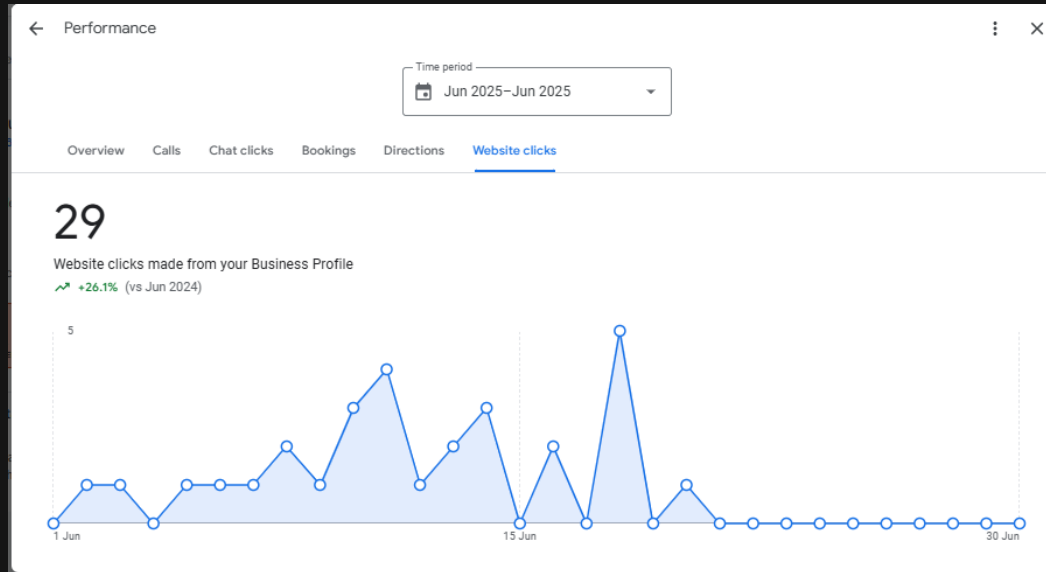 Performance
Time period
Jun 2025–Jun 2025
Overview Calls Chat clicks Bookings Directions Website clicks
29
Website clicks made from your Business Profile
+26.1% (vs Jun 2024)
5
1 Jun 15 Jun 30 Jun